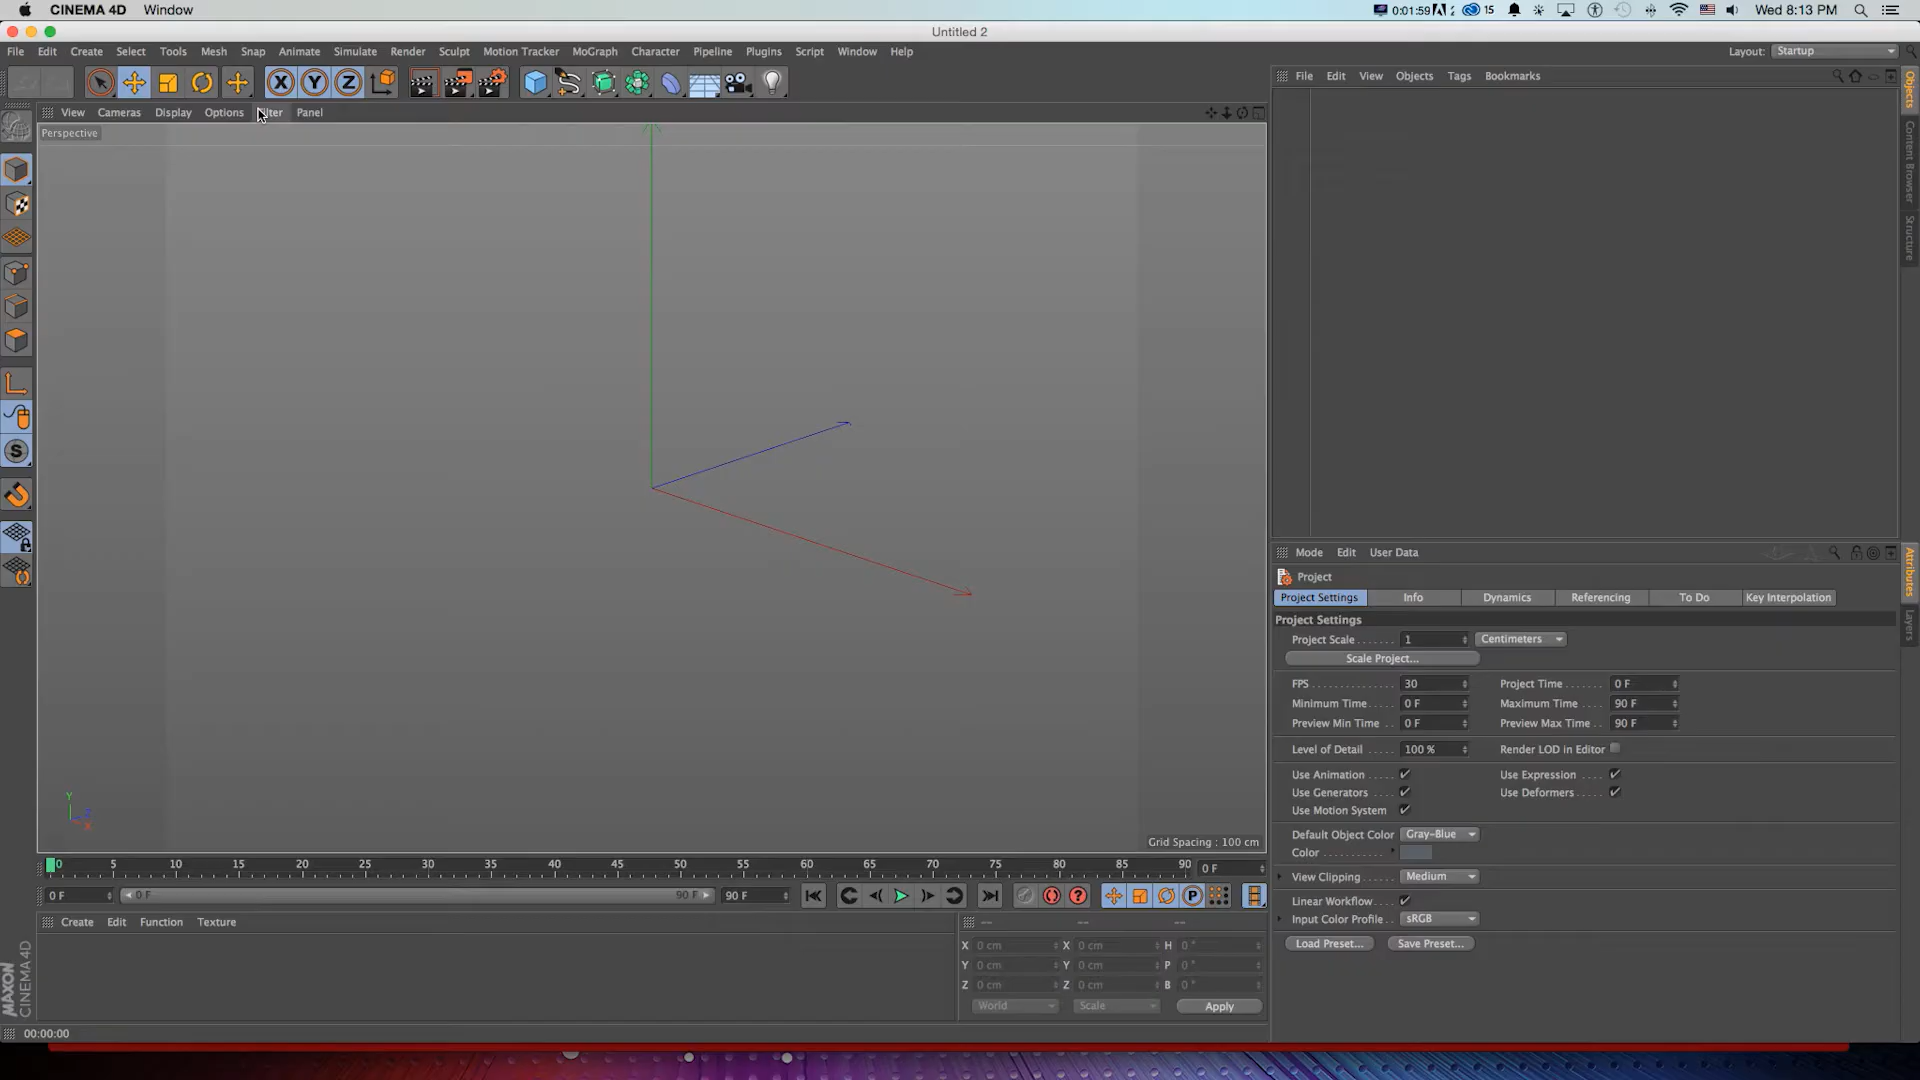 CINEMA 4D Window 0:01:59 2 15 Wed 8:13 PM
Untitled 2
File Edit Create Select Tools Mesh Snap Animate Simulate Render Sculpt Motion Tracker MoGraph Character Pipeline Plugins Script Window Help Layout: Startup
X Y Z
File Edit View Objects Tags Bookmarks
View Cameras Display Options Panel
Perspective
Objects
Content Browser
Structure
S
Y
Z
X
Grid Spacing : 100 cm
Mode Edit User Data
Attributes
Layers
Project
Project Settings Info Dynamics Referencing To Do Key Interpolation
Project Settings
Project Scale 1 Centimeters
Scale Project...
FPS 30 Project Time 0 F
Minimum Time 0 F Maximum Time 90 F
Preview Min Time 0 F Preview Max Time 90 F
Level of Detail 100 % Render LOD in Editor
Use Animation Use Expression
Use Generators Use Deformers
Use Motion System
Default Object Color Gray-Blue
Color
View Clipping Medium
Linear Workflow
Input Color Profile sRGB
Load Preset... Save Preset...
0 5 10 15 20 25 30 35 40 45 50 55 60 65 70 75 80 85 90 0 F
0 F 0 F 90 F 90 F ? P
Create Edit Function Texture -- -- --
X 0 cm X 0 cm H 0 °
Y 0 cm Y 0 cm P 0 °
Z 0 cm Z 0 cm B 0 °
World Scale Apply
MAXON
CINEMA 4D
00:00:00